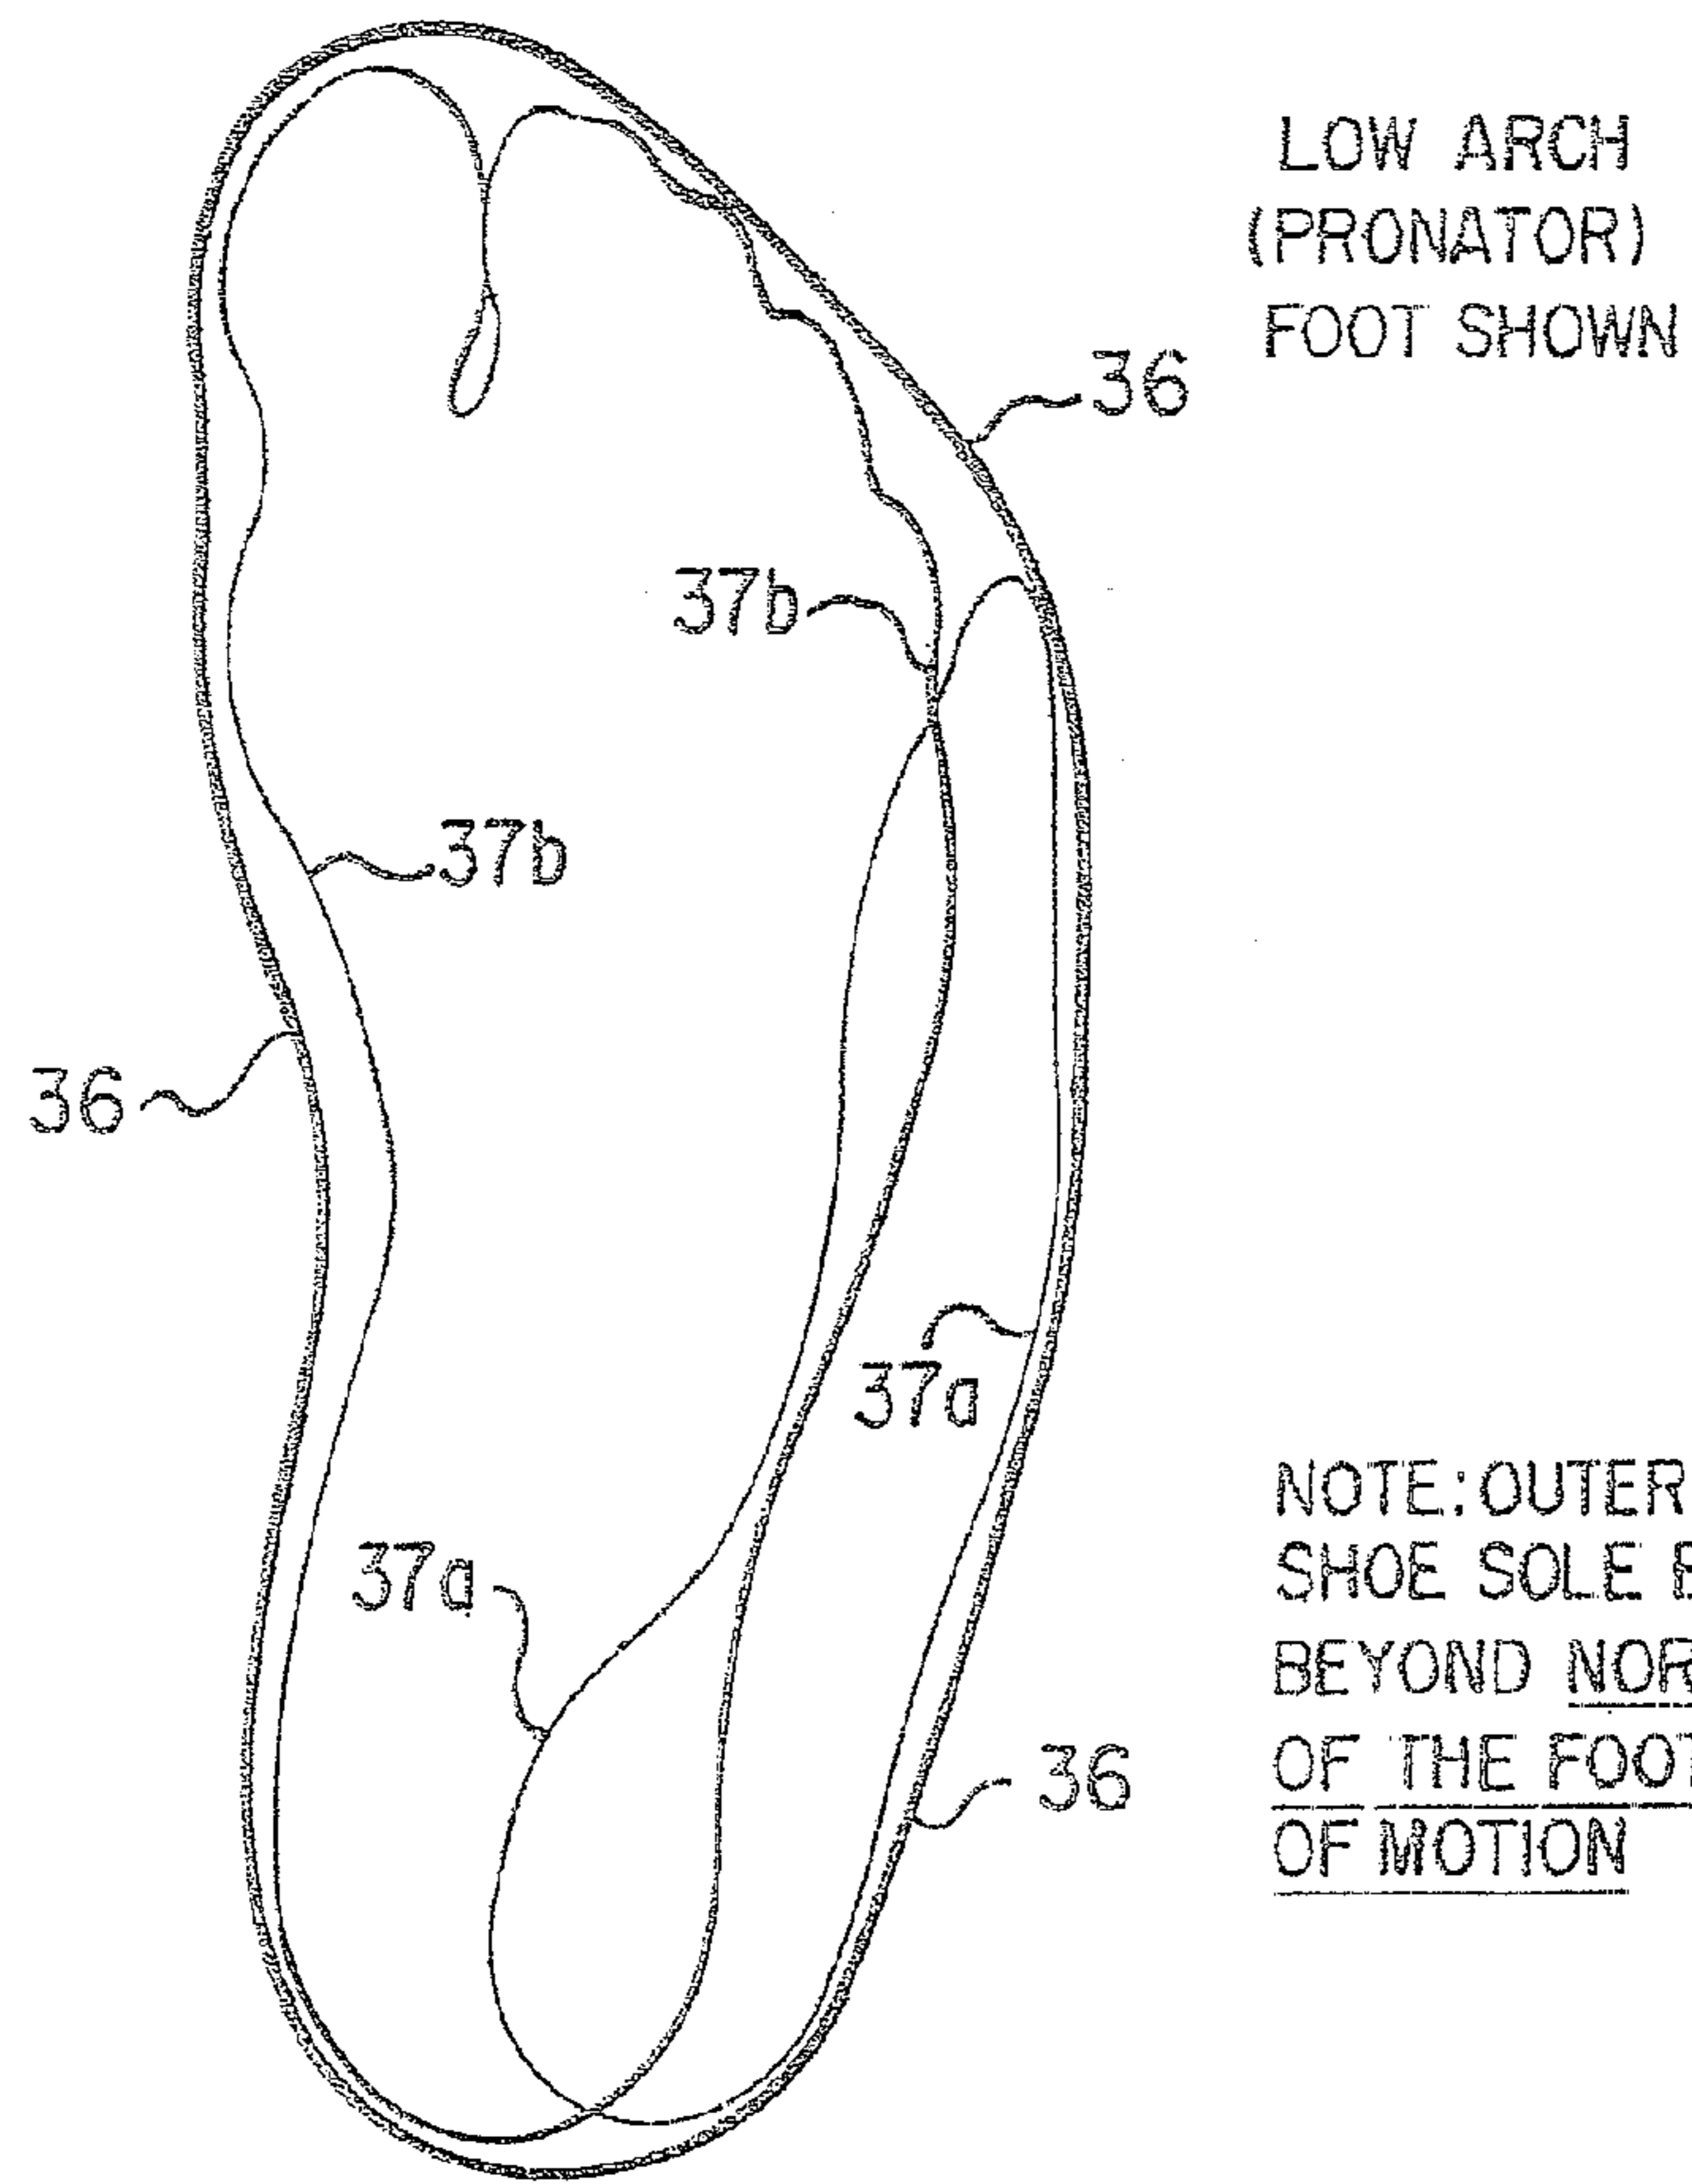 LOW ARCH
(PRONATOR)
FOOT SHOWN
36
37b
37b
36
37a
37a
36
NOTE: OUTER
SHOE SOLE
BEYOND
OF THE
OF MOTION